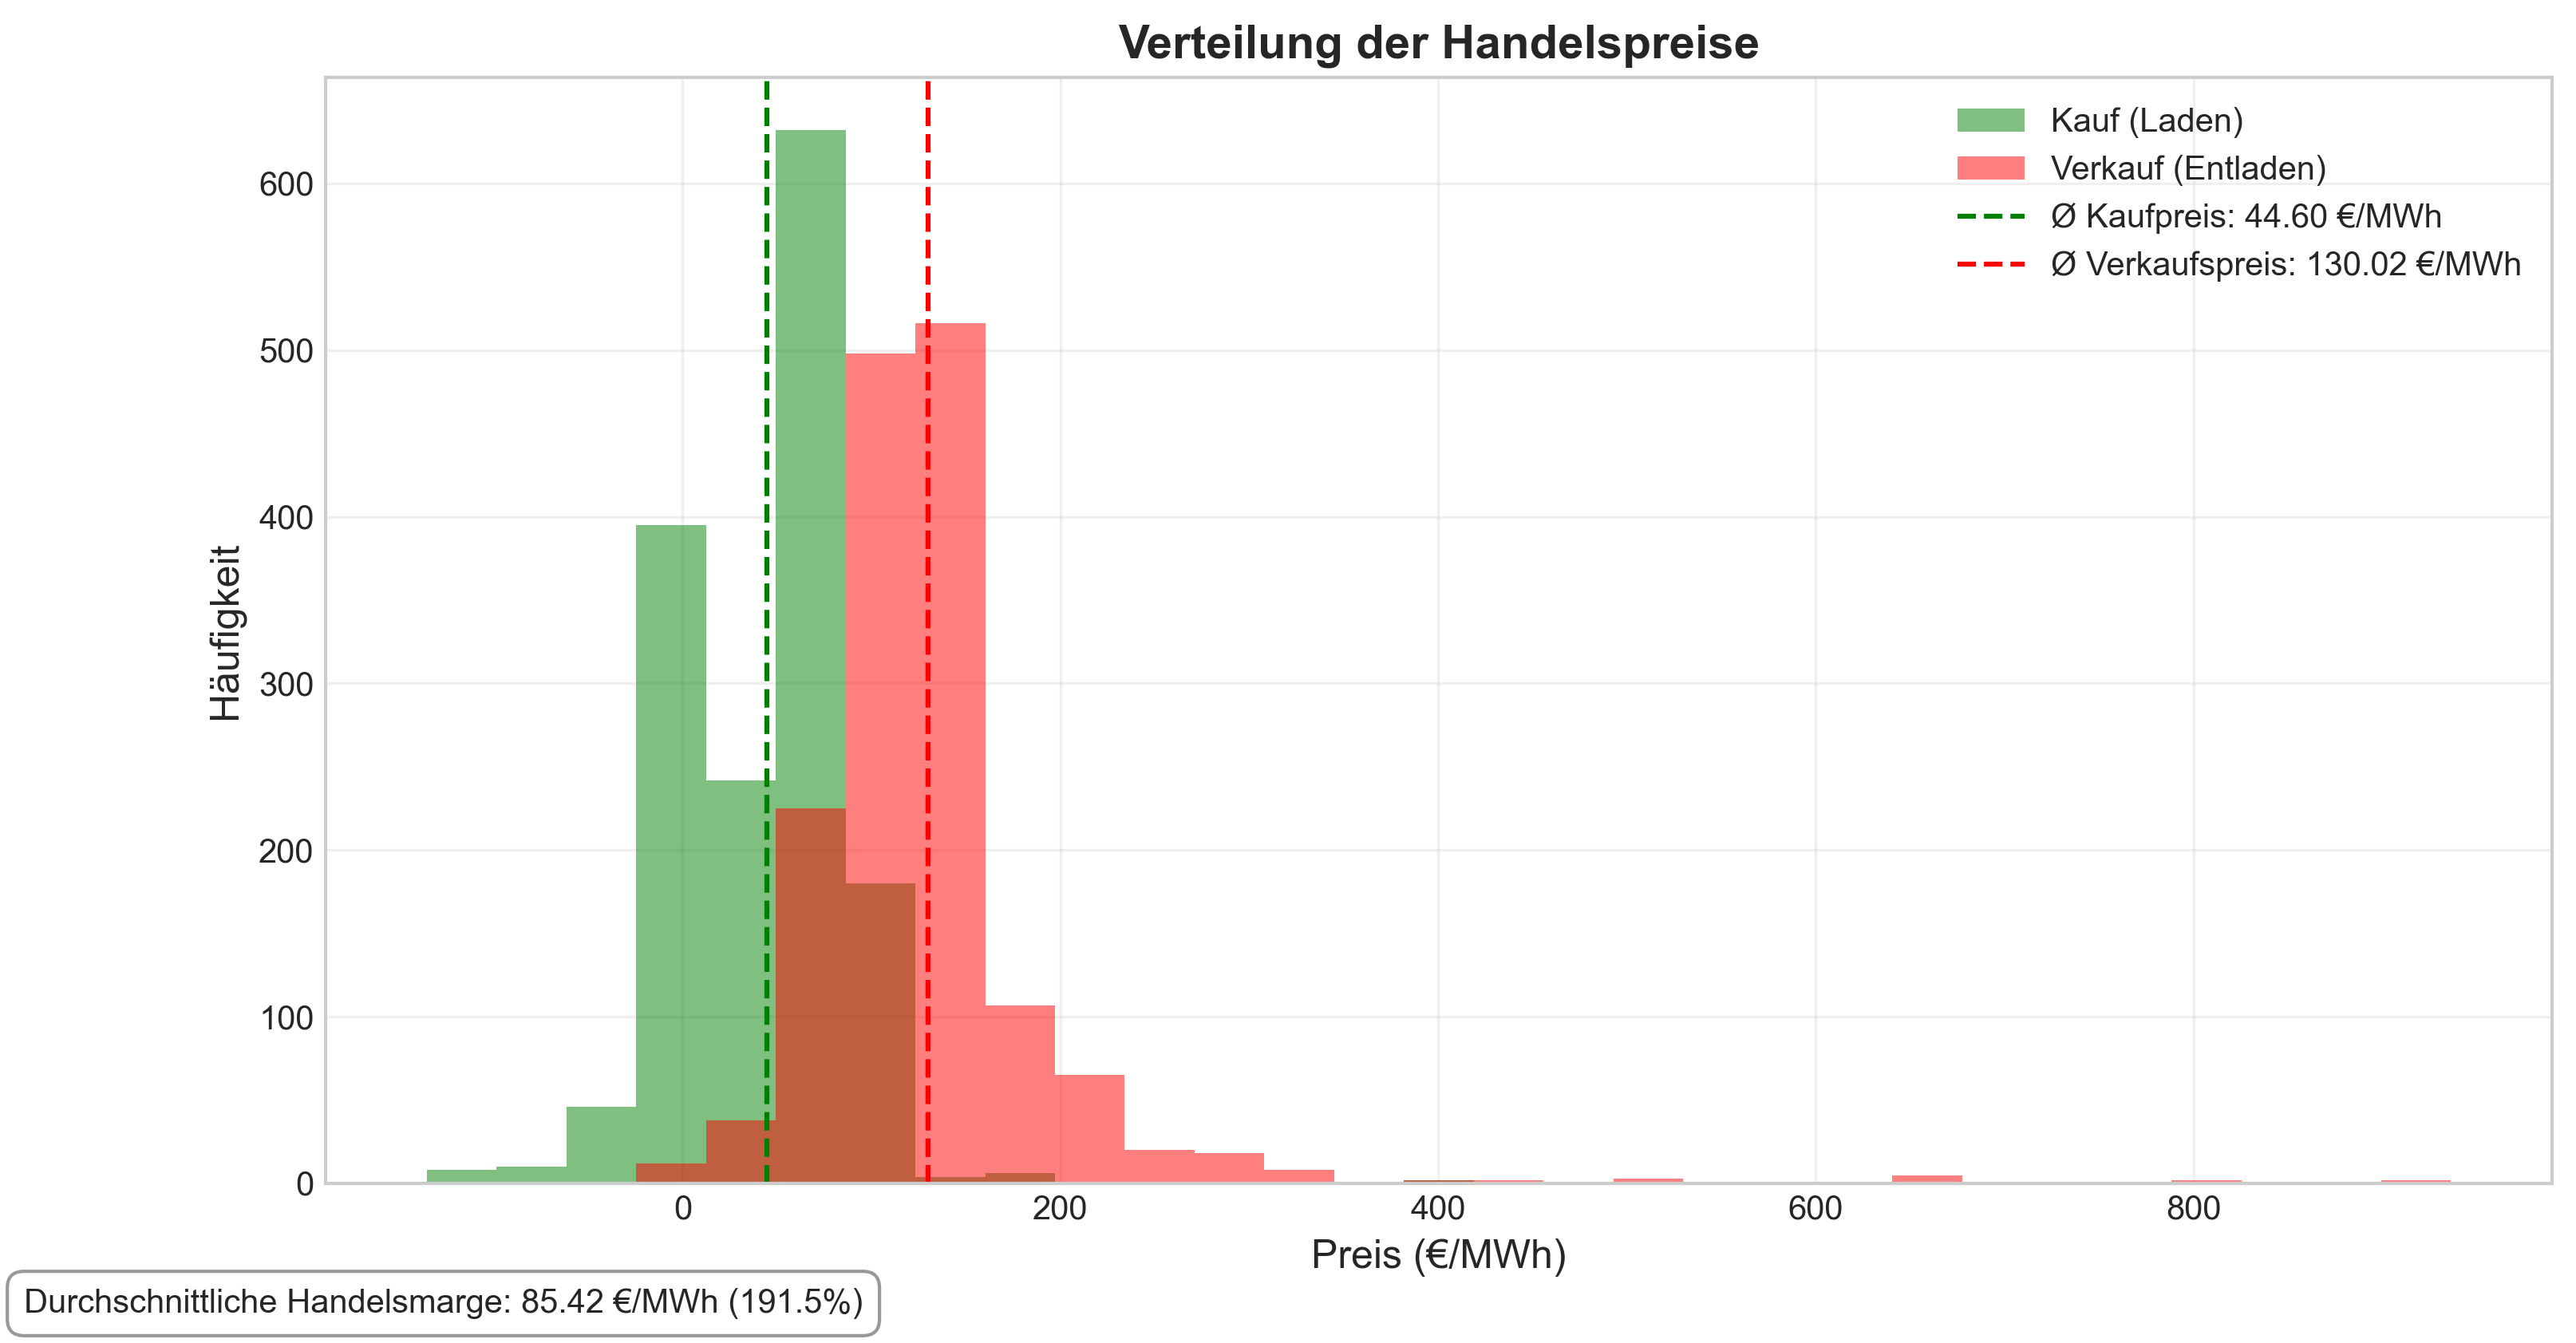 Verteilung der Handelspreise
Kauf (Laden)
Verkauf (Entladen)
Ø Kaufpreis: 44.60 €/MWh
Ø Verkaufspreis: 130.02 €/MWh
Häufigkeit
600
500
400
300
200
100
0
0
200
400
600
800
Preis (€/MWh)
Durchschnittliche Handelsmarge: 85.42 €/MWh (191.5%)